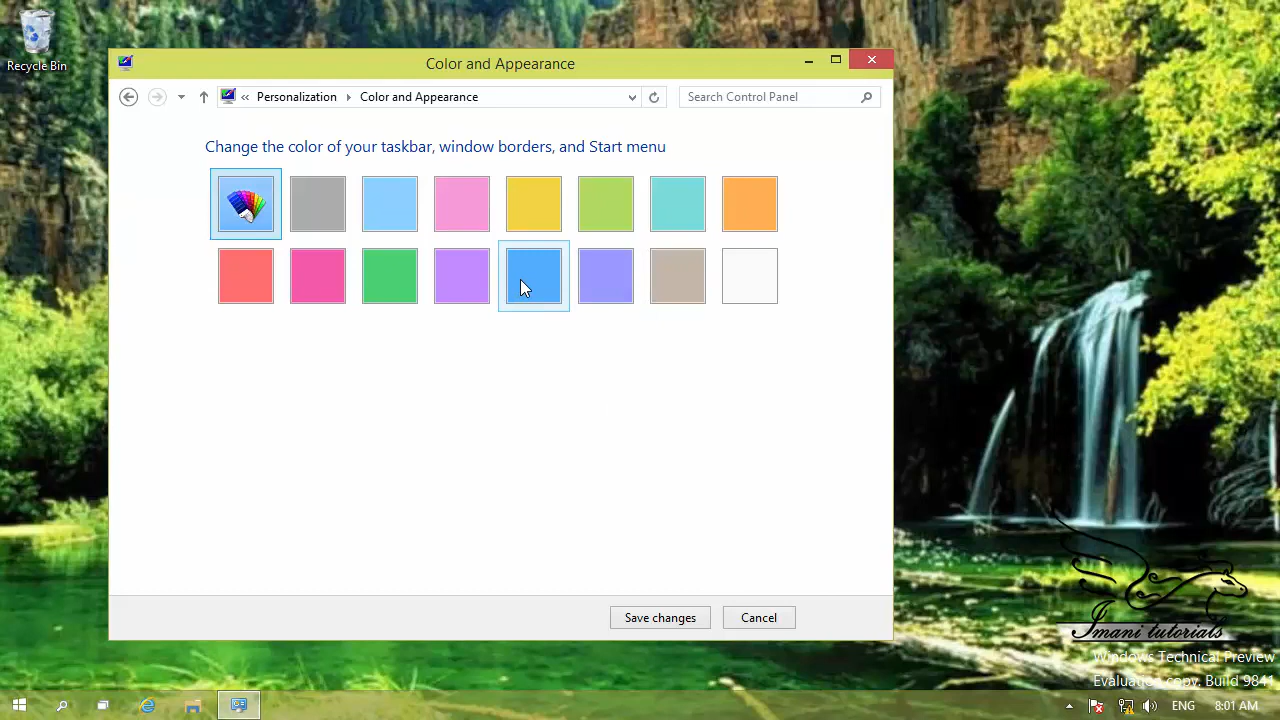 Recycle Bin
Color and Appearance
Personalization
Color and Appearance
Search Control Panel
Change the color of your taskbar, window borders, and Start menu
Save changes
Cancel
Imani tutorials
Windows Technical Preview
Evaluation copy. Build 9841
ENG
8:01 AM